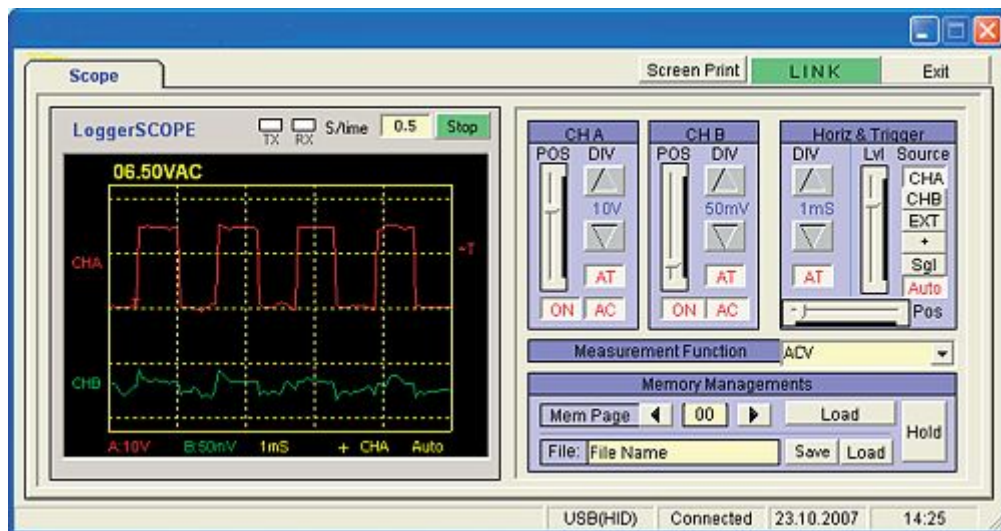 Scope
Screen Print LINK Exit
LoggerSCOPE TX RX S/time 0.5 Stop
06.50VAC
CHA
T
CHB
A:10V B:50mV 1mS + CHA Auto
CH A
POS DIV
10V
AT
ON AC
CH B
POS DIV
50mV
AT
ON AC
Horiz & Trigger
DIV Lvl Source
1mS
AT
CHA
CHB
EXT
+
Sgl
Auto
Pos
Measurement Function ACV
Memory Managements
Mem Page 00 Load
Hold
File: File Name Save Load
USB(HID) Connected 23.10.2007 14:25